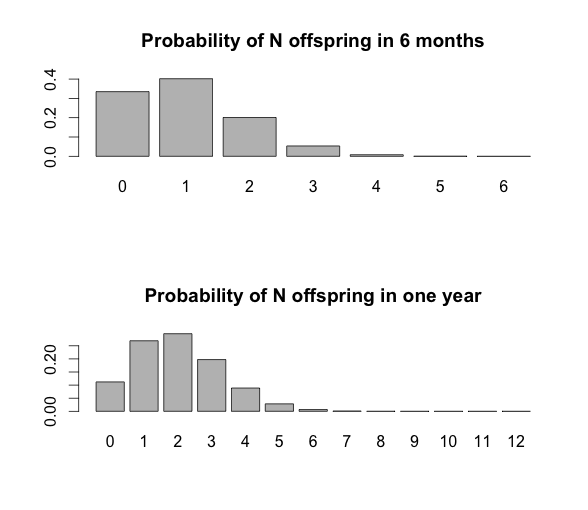 Probability of N offspring in 6 months
0.4
0.2
0.0
0 1 2 3 4 5 6
Probability of N offspring in one year
0.20
0.00
0 1 2 3 4 5 6 7 8 9 10 11 12